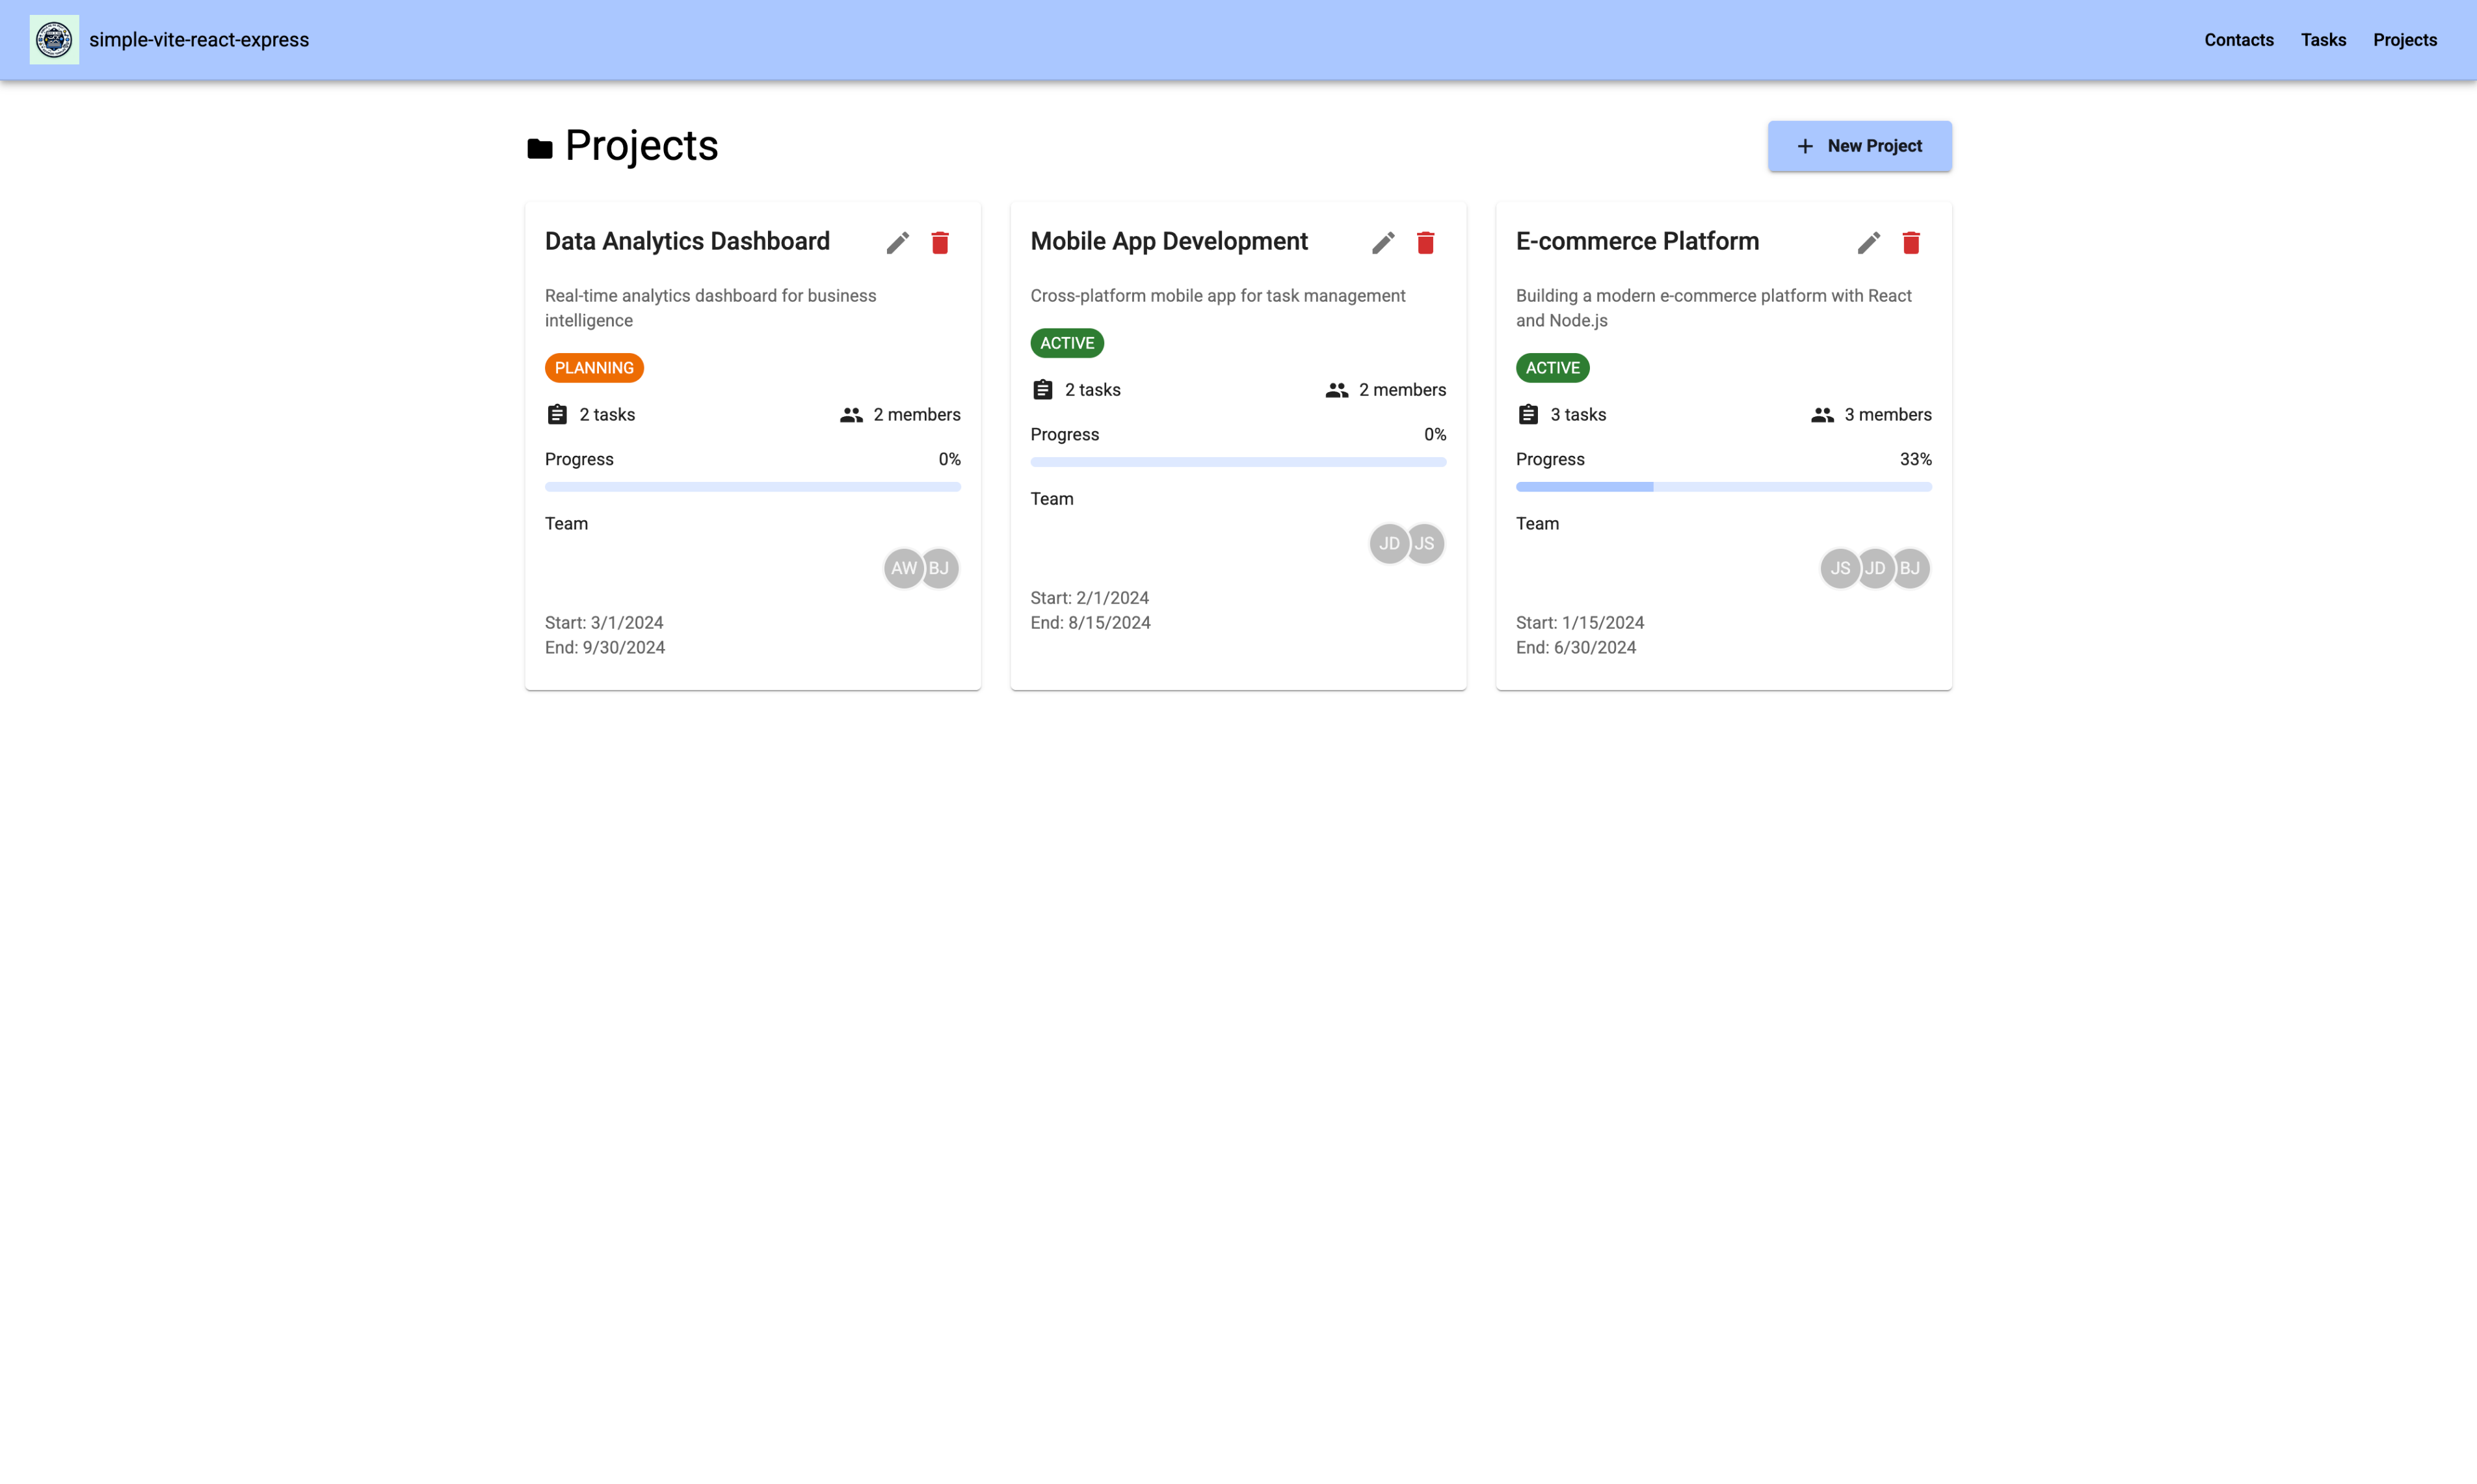 simple-vite-react-express
Contacts
Tasks
Projects
Projects
New Project
Data Analytics Dashboard
Real-time analytics dashboard for business
intelligence
PLANNING
2 tasks
2 members
Progress
0%
Team
AW
BJ
Start: 3/1/2024
End: 9/30/2024
Mobile App Development
Cross-platform mobile app for task management
ACTIVE
2 tasks
2 members
Progress
0%
Team
JD
JS
Start: 2/1/2024
End: 8/15/2024
E-commerce Platform
Building a modern e-commerce platform with React
and Node.js
ACTIVE
3 tasks
3 members
Progress
33%
Team
JS
JD
BJ
Start: 1/15/2024
End: 6/30/2024